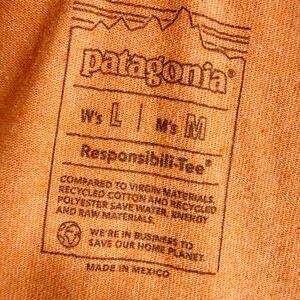 patagonia®
W's L | M's M
Responsibili-Tee®
COMPARED TO VIRGIN MATERIALS,
RECYCLED COTTON AND RECYCLED
POLYESTER SAVE WATER, ENERGY
AND RAW MATERIALS.
WE'RE IN BUSINESS TO
SAVE OUR HOME PLANET.
MADE IN MEXICO